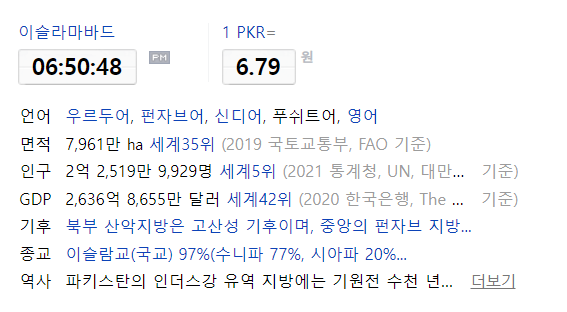 이슬라마바드
06:50:48 PM
1 PKR=
6.79 원
언어 우르두어, 펀자브어, 신디어, 푸쉬트어, 영어
면적 7,961만 ha 세계35위 (2019 국토교통부, FAO 기준)
인구 2억 2,519만 9,929명 세계5위 (2021 통계청, UN, 대만... 기준)
GDP 2,636억 8,655만 달러 세계42위 (2020 한국은행, The ... 기준)
기후 북부 산악지방은 고산성 기후이며, 중앙의 펀자브 지방...
종교 이슬람교(국교) 97%(수니파 77%, 시아파 20%...
역사 파키스탄의 인더스강 유역 지방에는 기원전 수천 년... 더보기